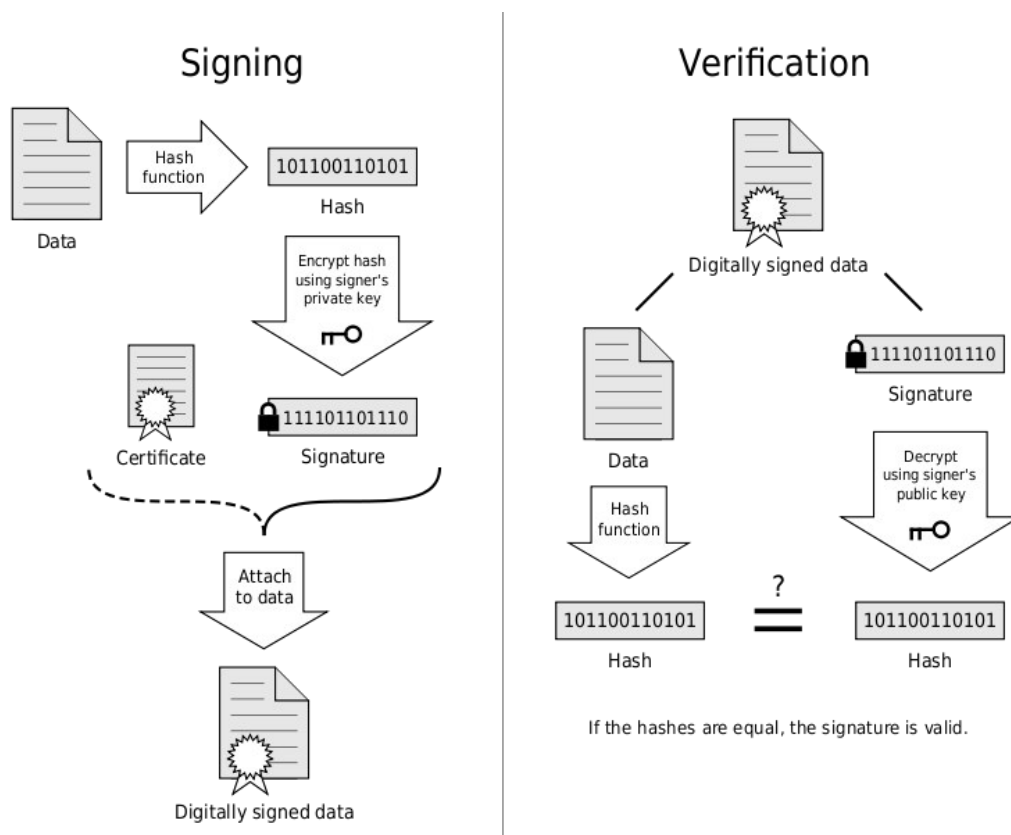 Signing
Hash
function
101100110101
Hash
Data
Encrypt hash
using signer's
private key
111101101110
Certificate
Signature
Attach
to data
Digitally signed data
Verification
Digitally signed data
111101101110
Signature
Data
Decrypt
using signer's
public key
Hash
function
?
101100110101
101100110101
Hash
Hash
If the hashes are equal, the signature is valid.